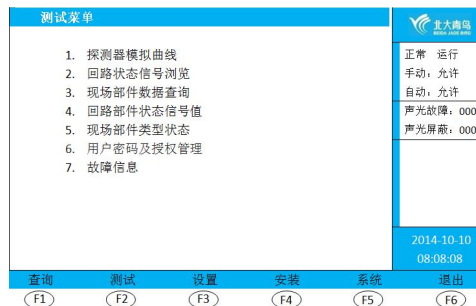 测试菜单
1. 探测器模拟曲线
2. 回路状态信号浏览
3. 现场部件数据查询
4. 回路部件状态信号值
5. 现场部件类型状态
6. 用户密码及授权管理
7. 故障信息
北大青鸟
BEIDA JADE BIRD
正常 运行
手动：允许
自动：允许
声光故障：000
声光屏蔽：000
2014-10-10
08:08:08
查询 测试 设置 安装 系统 退出
F1 F2 F3 F4 F5 F6